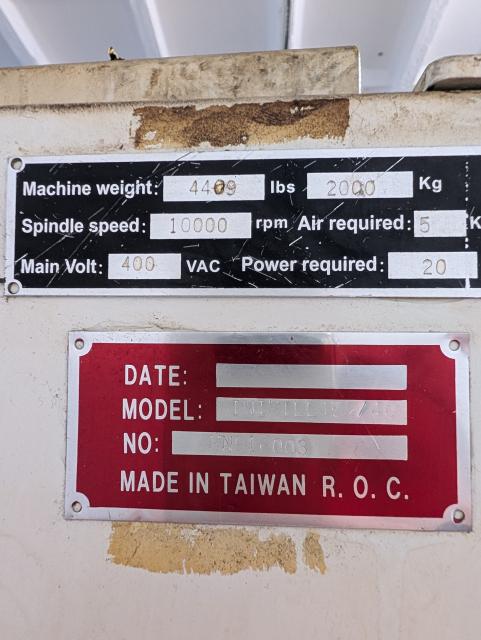 Machine weight: 4409 lbs 2000 Kg
Spindle speed: 10000 rpm Air required: 5 K
Main Volt: 400 VAC Power required: 20
DATE:
MODEL:
NO:
MADE IN TAIWAN R. O. C.